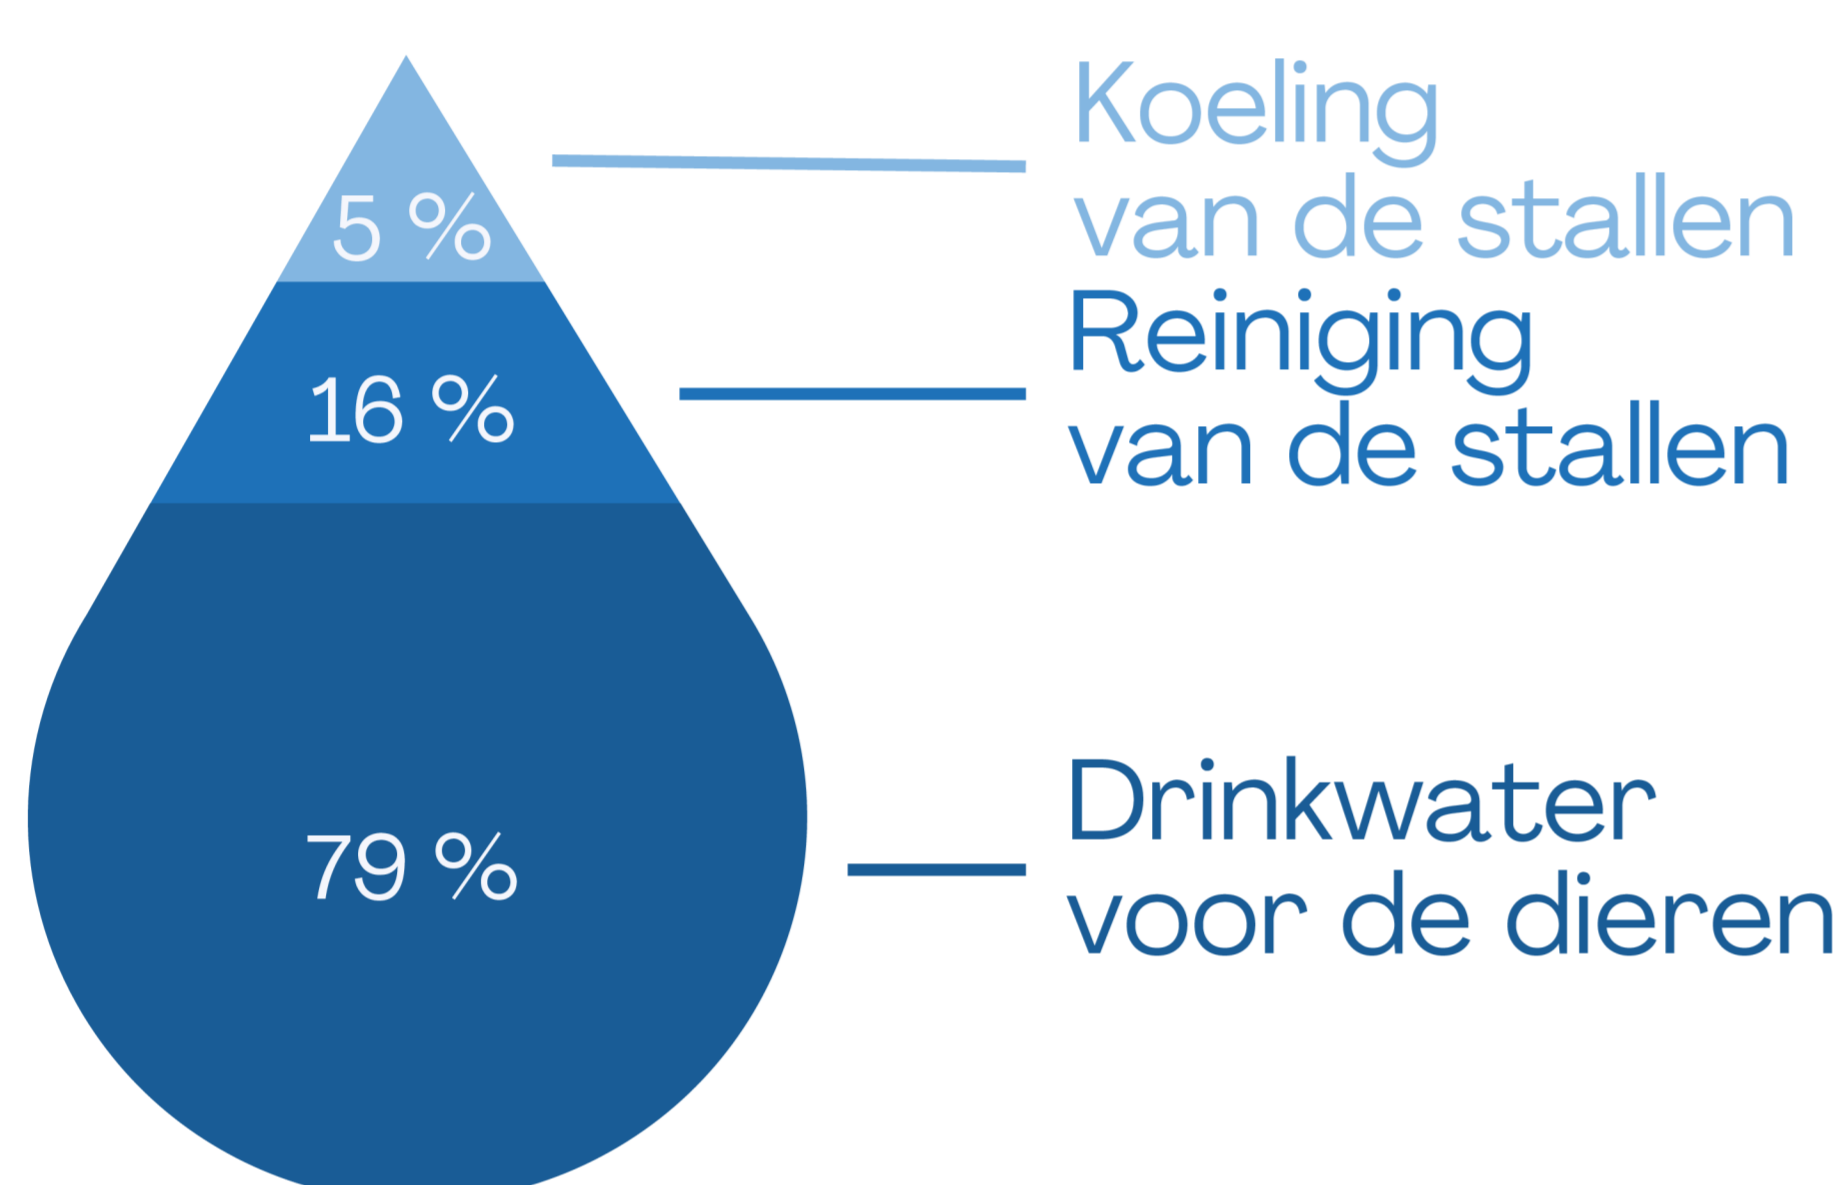 Koeling
van de stallen
5 %
Reiniging
van de stallen
16 %
Drinkwater
voor de dieren
79 %